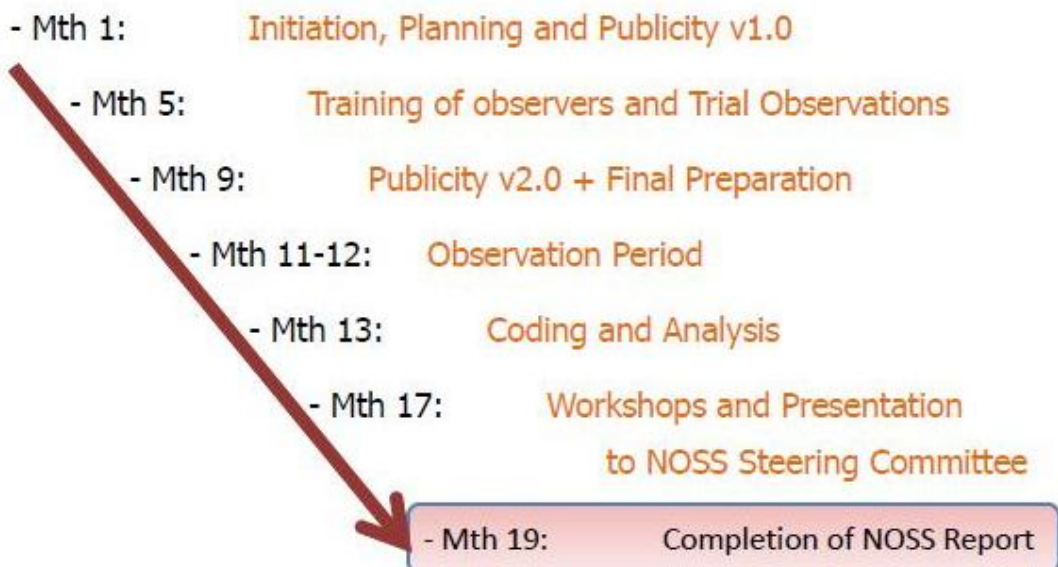 - Mth 1: Initiation, Planning and Publicity v1.0
- Mth 5: Training of observers and Trial Observations
- Mth 9: Publicity v2.0 + Final Preparation
- Mth 11-12: Observation Period
- Mth 13: Coding and Analysis
- Mth 17: Workshops and Presentation
to NOSS Steering Committee
- Mth 19: Completion of NOSS Report